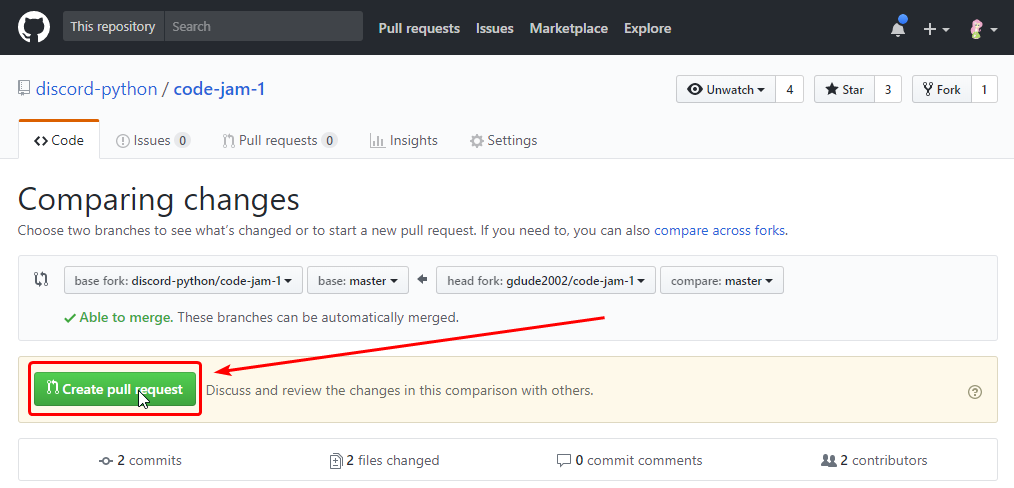 This repository Search Pull requests Issues Marketplace Explore
discord-python / code-jam-1 Unwatch 4 Star 3 Fork 1
Code Issues 0 Pull requests 0 Insights Settings
Comparing changes
Choose two branches to see what's changed or to start a new pull request. If you need to, you can also compare across forks.
base fork: discord-python/code-jam-1 base: master head fork: gdude2002/code-jam-1 compare: master
Able to merge. These branches can be automatically merged.
Create pull request Discuss and review the changes in this comparison with others. ?
2 commits 2 files changed 0 commit comments 2 contributors